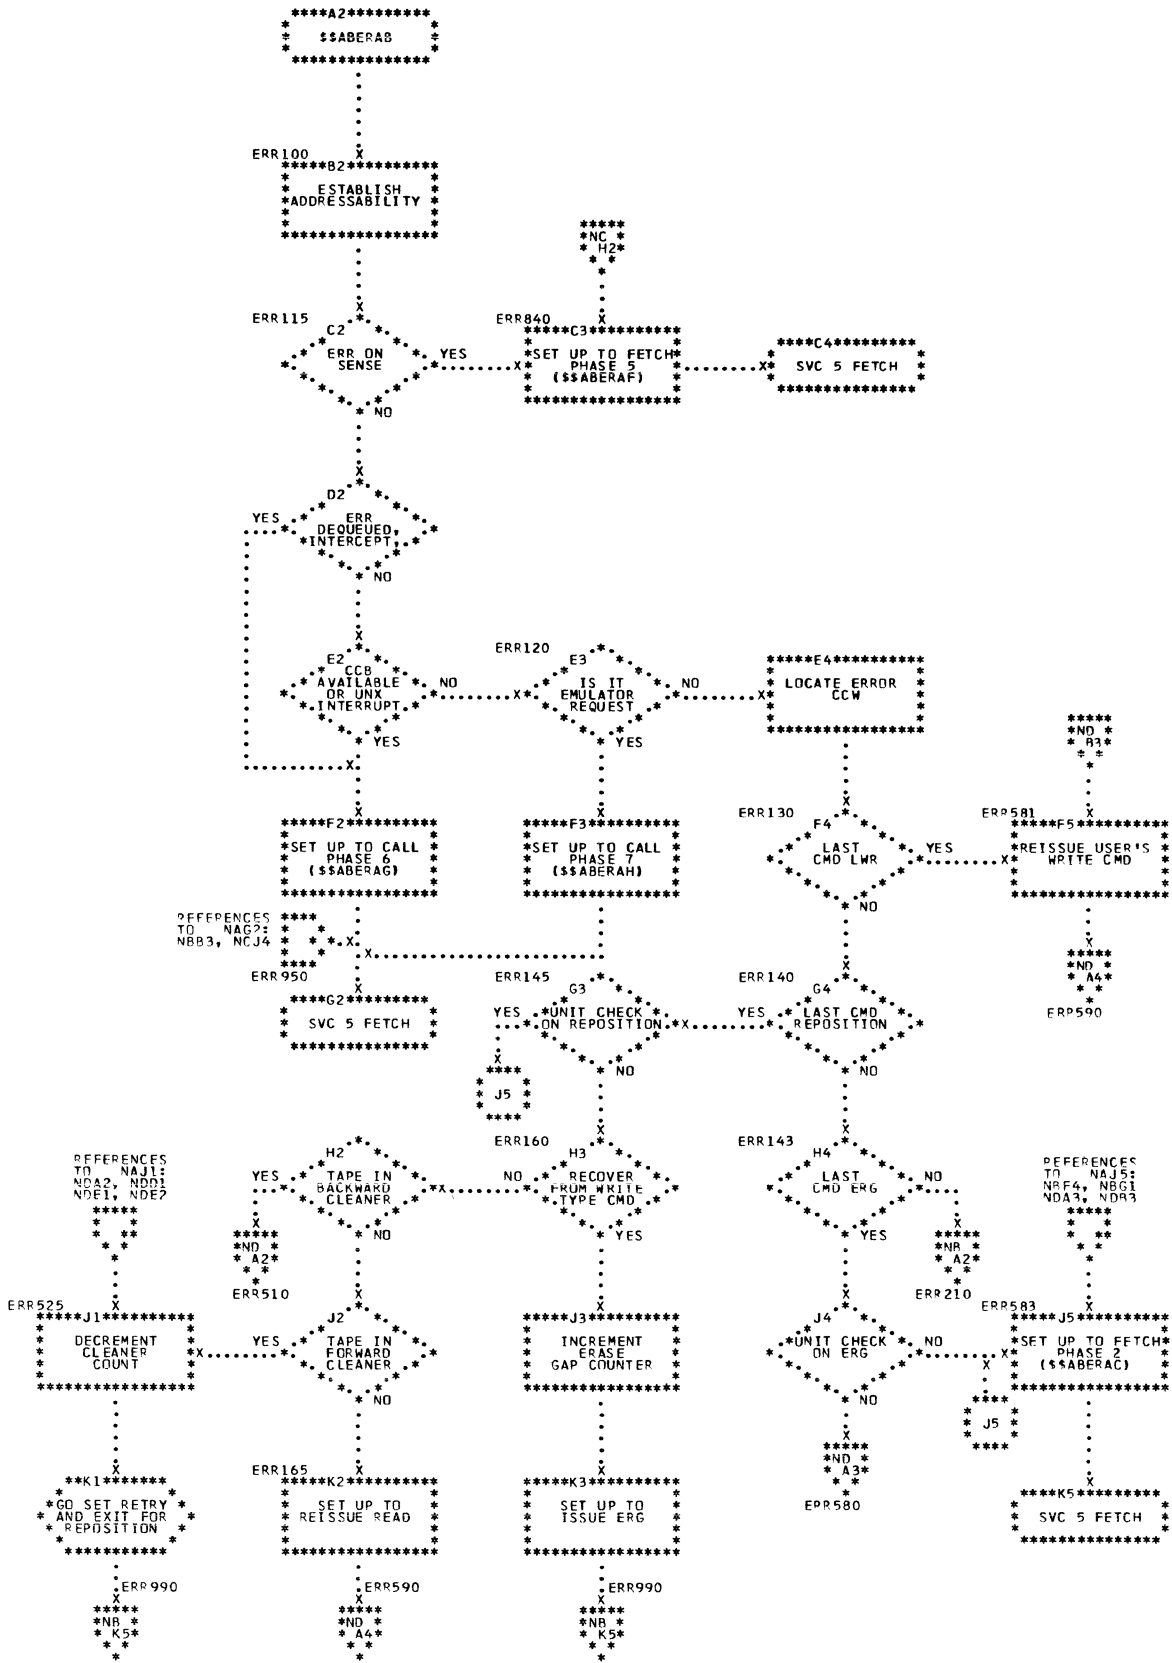 A2
$$ABERAB
ERR100
B2
ESTABLISH
ADDRESSABILITY
NC
H2
ERR115
C2
ERR ON
SENSE
YES
NO
ERR840
C3
SET UP TO FETCH
PHASE 5
($$ABERAF)
C4
SVC 5 FETCH
D2
YES
ERR
DEQUEUED,
INTERCEPT,
NO
E2
CCB
AVAILABLE
OR UNX
INTERRUPT
NO
YES
ERR120
E3
IS IT
EMULATOR
REQUEST
NO
YES
E4
LOCATE ERROR
CCW
ND
B3
F2
SET UP TO CALL
PHASE 6
($$ABERAG)
F3
SET UP TO CALL
PHASE 7
($$ABERAH)
ERR130
F4
LAST
CMD LWR
YES
NO
ERR581
F5
REISSUE USER'S
WRITE CMD
REFERENCES
TO NAG2:
NBB3, NCJ4
ERR950
G2
SVC 5 FETCH
ERR145
G3
YES
UNIT CHECK
ON REPOSITION
NO
J5
ERR140
G4
YES
LAST CMD
REPOSITION
NO
ND
A4
ERR590
REFERENCES
TO NAJ1:
NDA2, NDD1
NDE1, NDE2
H2
YES
TAPE IN
BACKWARD
CLEANER
NO
ND
A2
ERR510
ERR160
H3
NO
RECOVER
FROM WRITE
TYPE CMD
YES
ERR143
H4
LAST
CMD ERG
NO
YES
NB
A2
ERR210
REFERENCES
TO NAJ5:
NBF4, NBG1
NDA3, NDB3
ERR525
J1
DECREMENT
CLEANER
COUNT
J2
YES
TAPE IN
FORWARD
CLEANER
NO
J3
INCREMENT
ERASE
GAP COUNTER
J4
UNIT CHECK
ON ERG
NO
NO
ND
A3
ERR580
ERR583
J5
SET UP TO FETCH
PHASE 2
($$ABERAC)
J5
K1
GO SET RETRY
AND EXIT FOR
REPOSITION
ERR990
NB
K5
ERR165
K2
SET UP TO
REISSUE READ
ERR590
ND
A4
K3
SET UP TO
ISSUE ERG
ERR990
NB
K5
K5
SVC 5 FETCH